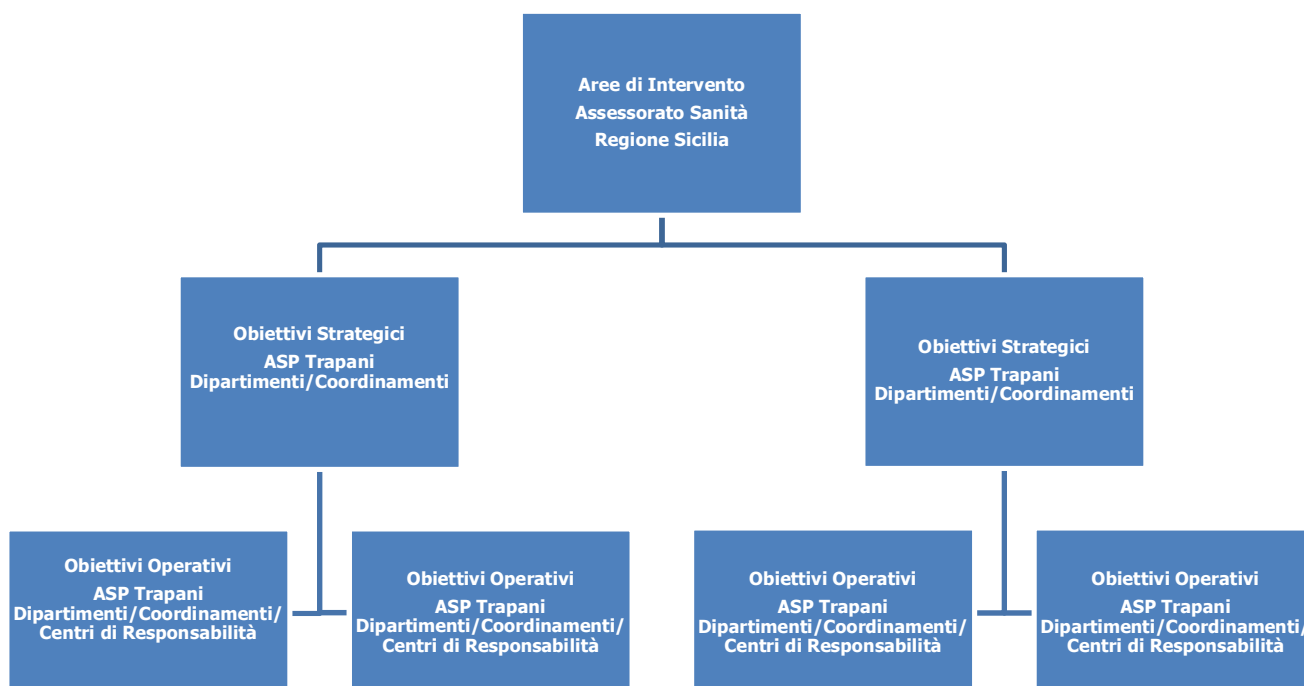 Aree di Intervento
Assessorato Sanità
Regione Sicilia
Obiettivi Strategici
ASP Trapani
Dipartimenti/Coordinamenti
Obiettivi Strategici
ASP Trapani
Dipartimenti/Coordinamenti
Obiettivi Operativi
ASP Trapani
Dipartimenti/Coordinamenti/
Centri di Responsabilità
Obiettivi Operativi
ASP Trapani
Dipartimenti/Coordinamenti/
Centri di Responsabilità
Obiettivi Operativi
ASP Trapani
Dipartimenti/Coordinamenti/
Centri di Responsabilità
Obiettivi Operativi
ASP Trapani
Dipartimenti/Coordinamenti/
Centri di Responsabilità